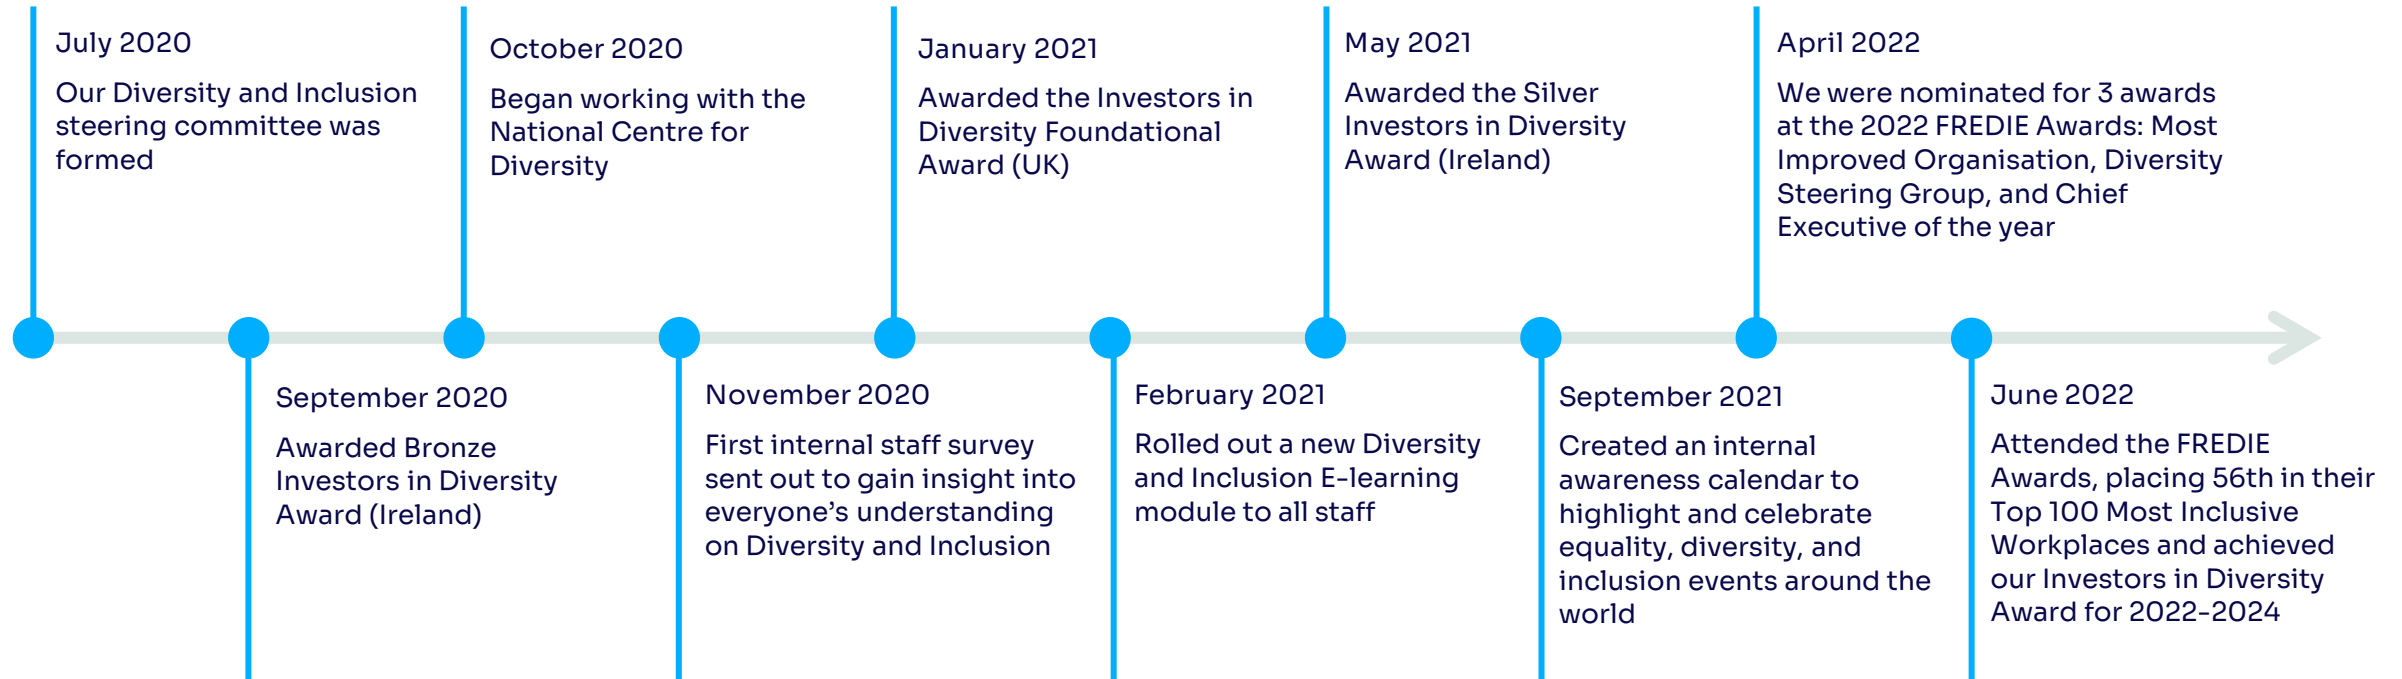 July 2020
Our Diversity and Inclusion
steering committee was
formed
September 2020
Awarded Bronze
Investors in Diversity
Award (Ireland)
October 2020
Began working with the
National Centre for
Diversity
November 2020
First internal staff survey
sent out to gain insight into
everyone’s understanding
on Diversity and Inclusion
January 2021
Awarded the Investors in
Diversity Foundational
Award (UK)
February 2021
Rolled out a new Diversity
and Inclusion E-learning
module to all staff
May 2021
Awarded the Silver
Investors in Diversity
Award (Ireland)
September 2021
Created an internal
awareness calendar to
highlight and celebrate
equality, diversity, and
inclusion events around the
world
April 2022
We were nominated for 3 awards
at the 2022 FREDIE Awards: Most
Improved Organisation, Diversity
Steering Group, and Chief
Executive of the year
June 2022
Attended the FREDIE
Awards, placing 56th in their
Top 100 Most Inclusive
Workplaces and achieved
our Investors in Diversity
Award for 2022-2024